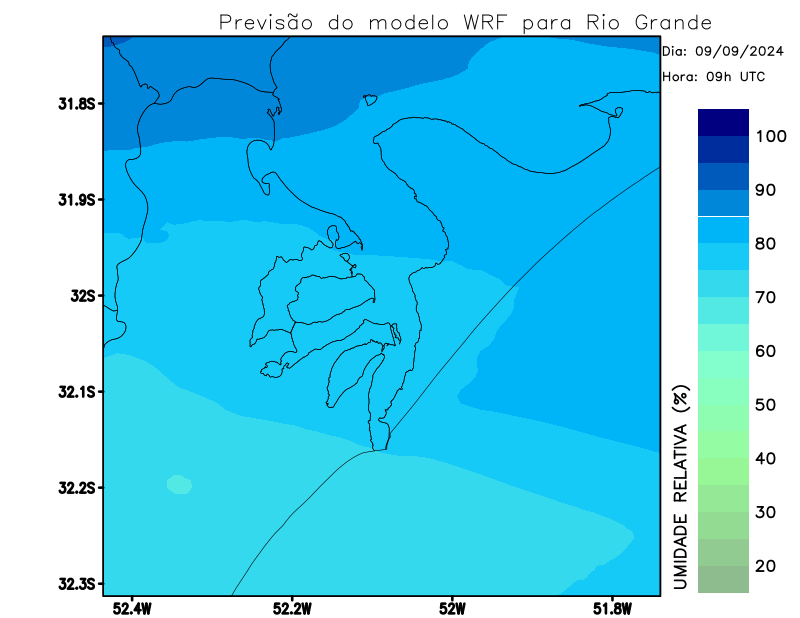 Previsão do modelo WRF para Rio Grande
Dia: 09/09/2024
Hora: 09h UTC
31.8S
31.9S
32S
32.1S
32.2S
32.3S
52.4W
52.2W
52W
51.8W
100
90
80
70
60
50
40
30
20
UMIDADE RELATIVA (%)